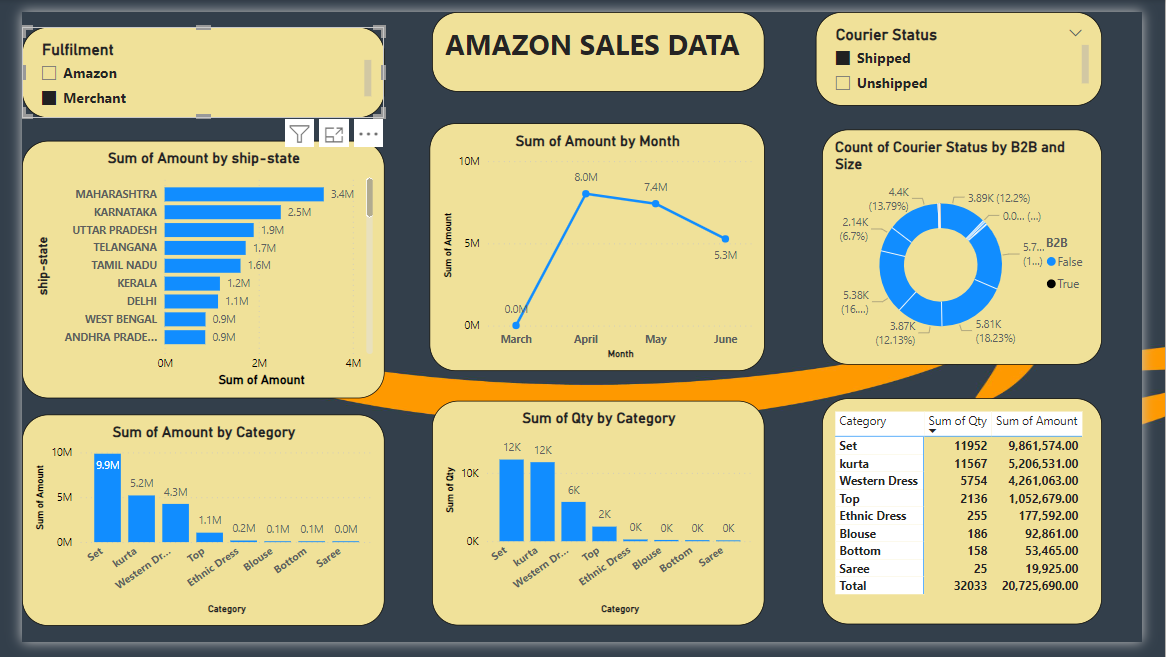 Fulfilment
Amazon
Merchant
AMAZON SALES DATA
Courier Status
Shipped
Unshipped
Sum of Amount by ship-state
ship-state
MAHARASHTRA 3.4M
KARNATAKA 2.5M
UTTAR PRADESH 1.9M
TELANGANA 1.7M
TAMIL NADU 1.6M
KERALA 1.2M
DELHI 1.1M
WEST BENGAL 0.9M
ANDHRA PRADE... 0.9M
0M 2M 4M
Sum of Amount
Sum of Amount by Month
Sum of Amount
10M
5M
0M
0.0M
8.0M
7.4M
5.3M
March April May June
Month
Count of Courier Status by B2B and
Size
4.4K
(13.79%)
3.89K (12.2%)
0.0... (...)
2.14K
(6.7%)
5.7...
(1...)
5.38K
(16....)
3.87K
(12.13%)
5.81K
(18.23%)
B2B
False
True
Sum of Amount by Category
Sum of Amount
10M
5M
0M
9.9M
5.2M
4.3M
1.1M
0.2M
0.1M
0.1M
0.0M
Set
kurta
Western Dr...
Top
Ethnic Dress
Blouse
Bottom
Saree
Category
Sum of Qty by Category
Sum of Qty
10K
0K
12K
12K
6K
2K
0K
0K
0K
0K
Set
kurta
Western Dr...
Top
Ethnic Dress
Blouse
Bottom
Saree
Category
Category Sum of Qty Sum of Amount
Set 11952 9,861,574.00
kurta 11567 5,206,531.00
Western Dress 5754 4,261,063.00
Top 2136 1,052,679.00
Ethnic Dress 255 177,592.00
Blouse 186 92,861.00
Bottom 158 53,465.00
Saree 25 19,925.00
Total 32033 20,725,690.00